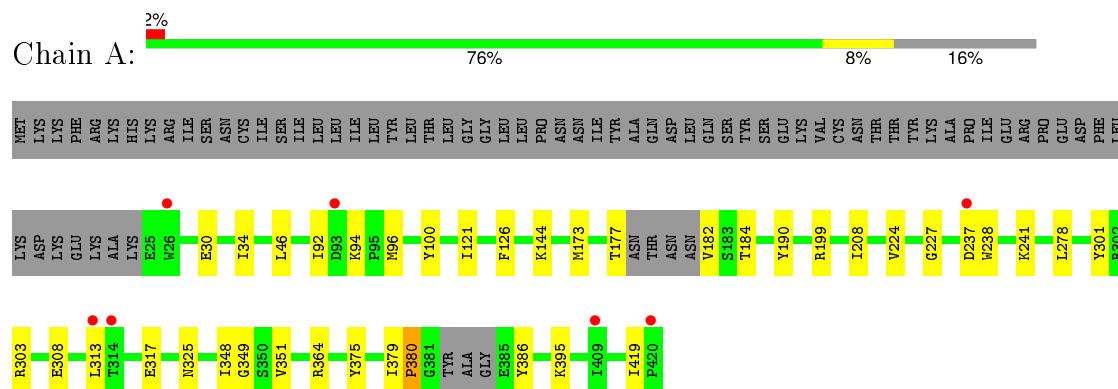 2%
Chain A:
76% 8% 16%
MET LYS LYS PHE ARG LYS HIS LYS ARG ILE SER ASN CYS ILE SER ILE LEU LEU ILE LEU TYR LEU THR LEU GLY GLY LEU LEU PRO ASN ASN ILE TYR ALA GLN ASP LEU GLN SER TYR SER GLU LYS VAL CYS ASN THR THR TYR LYS ALA PRO ILE GLU ARG PRO GLU ASP PHE
LYS ASP LYS GLU LYS ALA LYS E25 W26 E30 I34 L46 I92 D93 K94 P95 M96 Y100 I121 F126 K144 M173 T177 ASN THR ASN ASN V182 S183 T184 Y190 R199 I208 V224 G227 D237 W238 K241 L278 Y301
R303 E308 L313 T314 E317 N325 I348 G349 S350 V351 R364 Y375 I379 P380 G381 TYR ALA GLY E385 Y386 K395 I409 I419 P420